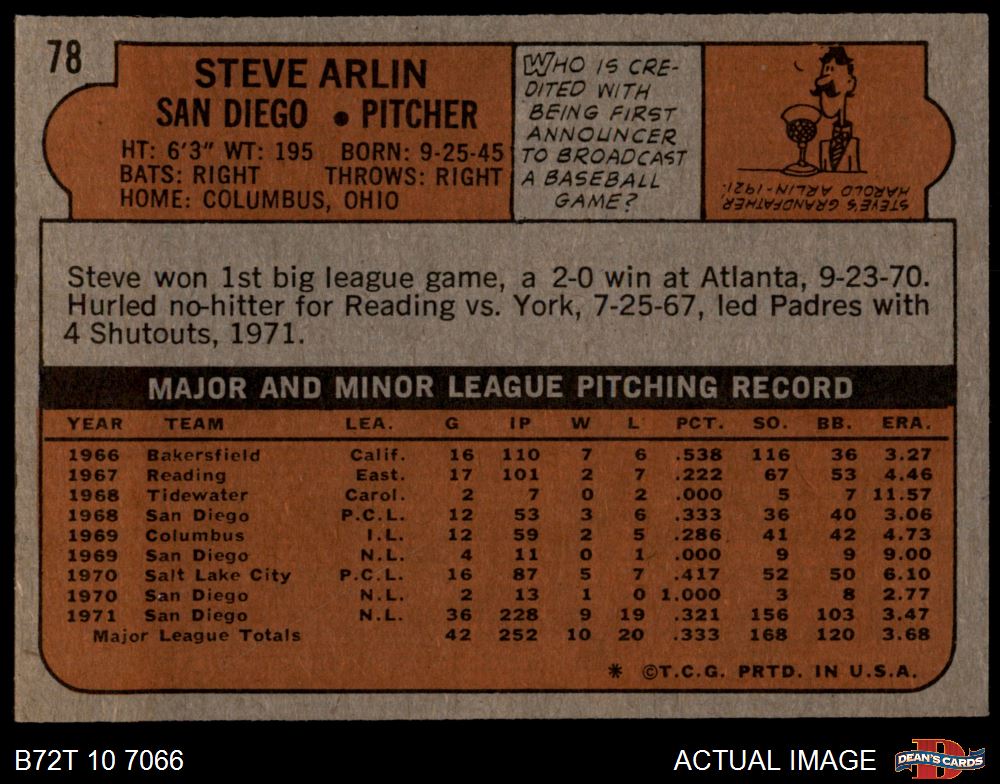 78
STEVE ARLIN
SAN DIEGO • PITCHER
HT: 6'3" WT: 195 BORN: 9-25-45
BATS: RIGHT THROWS: RIGHT
HOME: COLUMBUS, OHIO
WHO IS CRE-
DITED WITH
BEING FIRST
ANNOUNCER
TO BROADCAST
A BASEBALL
GAME?
STEVE'S GRANDFATHER
HAROLD ARLIN-1921.
Steve won 1st big league game, a 2-0 win at Atlanta, 9-23-70.
Hurled no-hitter for Reading vs. York, 7-25-67, led Padres with
4 Shutouts, 1971.
MAJOR AND MINOR LEAGUE PITCHING RECORD
YEAR TEAM LEA. G IP W L PCT. SO. BB. ERA.
1966 Bakersfield Calif. 16 110 7 6 .538 116 36 3.27
1967 Reading East. 17 101 2 7 .222 67 53 4.46
1968 Tidewater Carol. 2 7 0 2 .000 5 7 11.57
1968 San Diego P.C.L. 12 53 3 6 .333 36 40 3.06
1969 Columbus I.L. 12 59 2 5 .286 41 42 4.73
1969 San Diego N.L. 4 11 0 1 .000 9 9 9.00
1970 Salt Lake City P.C.L. 16 87 5 7 .417 52 50 6.10
1970 San Diego N.L. 2 13 1 0 1.000 3 8 2.77
1971 San Diego N.L. 36 228 9 19 .321 156 103 3.47
Major League Totals 42 252 10 20 .333 168 120 3.68
* ©T.C.G. PRTD. IN U.S.A.
B72T 10 7066
ACTUAL IMAGE
D
DEAN'S CARDS